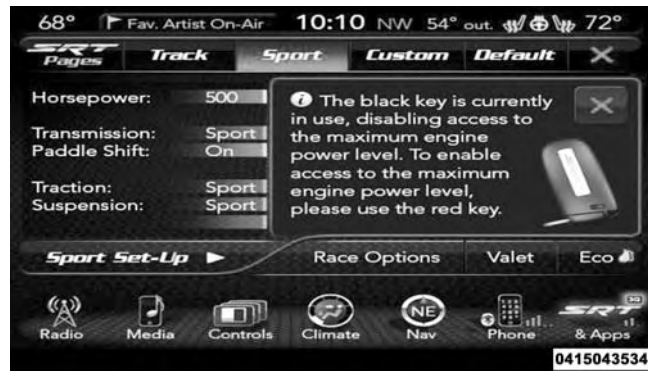 68° Fav. Artist On-Air 10:10 NW 54° out. 72°
SRT Pages Track Sport Custom Default
Horsepower: 500
Transmission: Sport
Paddle Shift: On
Traction: Sport
Suspension: Sport
The black key is currently
in use, disabling access to
the maximum engine
power level. To enable
access to the maximum
engine power level,
please use the red key.
Sport Set-Up Race Options Valet Eco
NE 3G SRT
Radio Media Controls Climate Nav Phone & Apps
0415043534